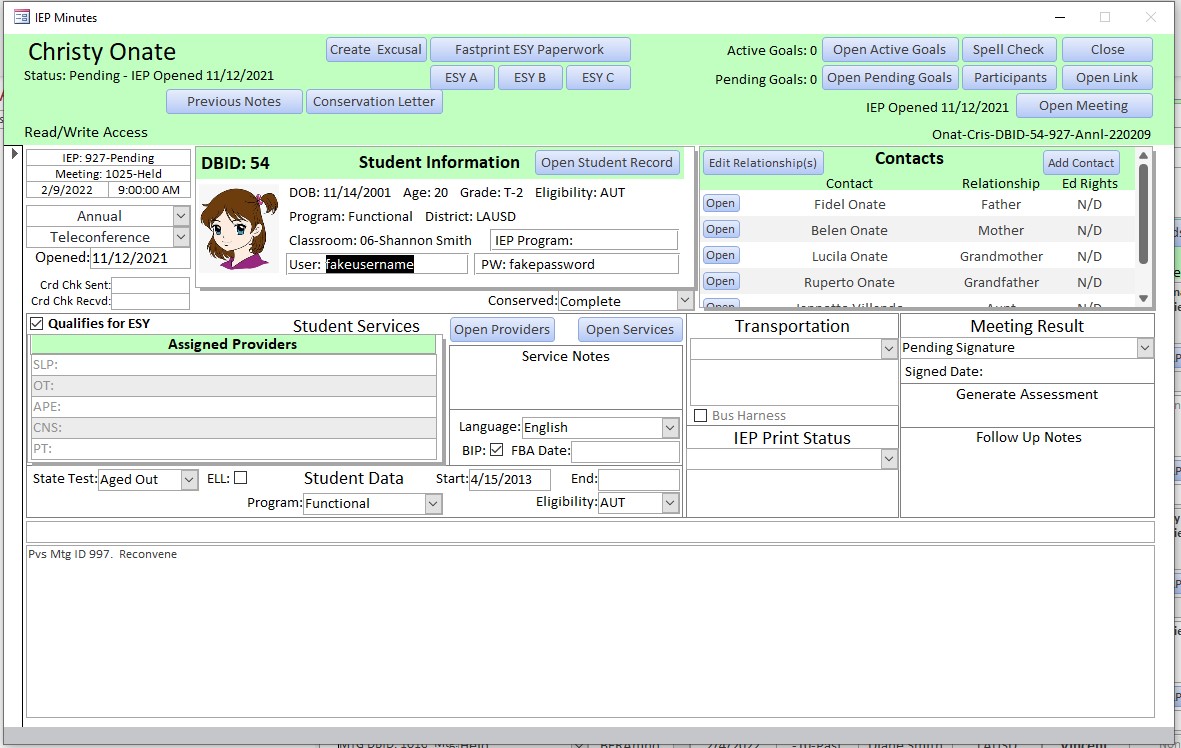 IEP Minutes
Christy Onate
Create Excusal
Fastprint ESY Paperwork
Active Goals: 0
Open Active Goals
Spell Check
Close
Status: Pending - IEP Opened 11/12/2021
ESY A
ESY B
ESY C
Pending Goals: 0
Open Pending Goals
Participants
Open Link
Previous Notes
Conservation Letter
IEP Opened 11/12/2021
Open Meeting
Read/Write Access
Onat-Cris-DBID-54-927-Annl-220209
IEP: 927-Pending
Meeting: 1025-Held
2/9/2022
9:00:00 AM
Annual
Teleconference
Opened: 11/12/2021
Crd Chk Sent:
Crd Chk Recvd:
DBID: 54
Student Information
Open Student Record
DOB: 11/14/2001 Age: 20 Grade: T-2 Eligibility: AUT
Program: Functional District: LAUSD
Classroom: 06-Shannon Smith
IEP Program:
User: fakeusername
PW: fakepassword
Conserved: Complete
Edit Relationship(s)
Contacts
Add Contact
Contact Relationship Ed Rights
Open Fidel Onate Father N/D
Open Belen Onate Mother N/D
Open Lucila Onate Grandmother N/D
Open Ruperto Onate Grandfather N/D
Qualifies for ESY
Student Services
Open Providers
Open Services
Assigned Providers
SLP:
OT:
APE:
CNS:
PT:
Service Notes
Language: English
BIP:
FBA Date:
Transportation
Bus Harness
IEP Print Status
Meeting Result
Pending Signature
Signed Date:
Generate Assessment
Follow Up Notes
State Test: Aged Out
ELL:
Student Data
Start: 4/15/2013
End:
Program: Functional
Eligibility: AUT
Pvs Mtg ID 997. Reconvene